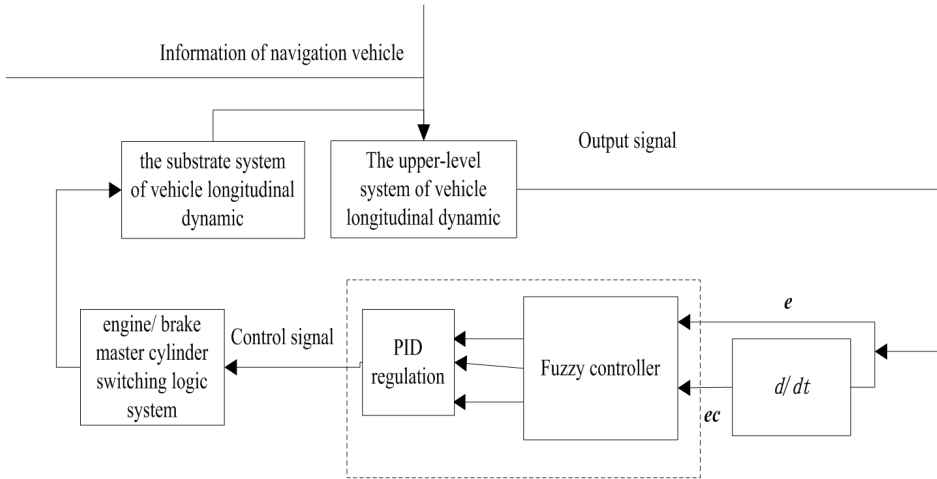 Information of navigation vehicle
the substrate system
of vehicle longitudinal
dynamic
The upper-level
system of vehicle
longitudinal dynamic
Output signal
engine/ brake
master cylinder
switching logic
system
Control signal
PID
regulation
Fuzzy controller
e
ec
d/dt